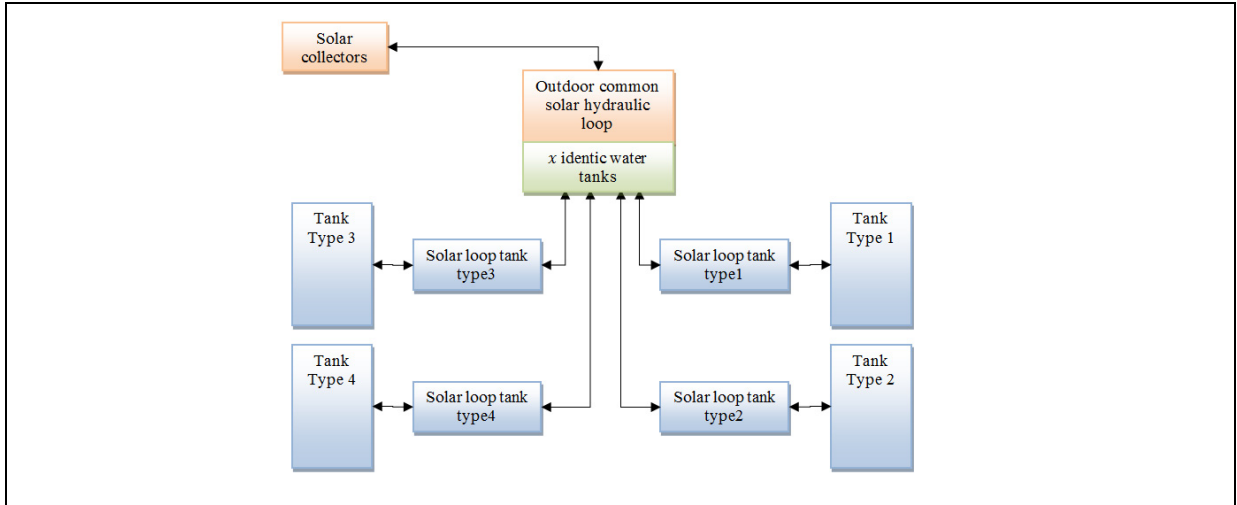 Solar
collectors
Outdoor common
solar hydraulic
loop
x identic water
tanks
Tank
Type 3
Solar loop tank
type3
Solar loop tank
type1
Tank
Type 1
Tank
Type 4
Solar loop tank
type4
Solar loop tank
type2
Tank
Type 2